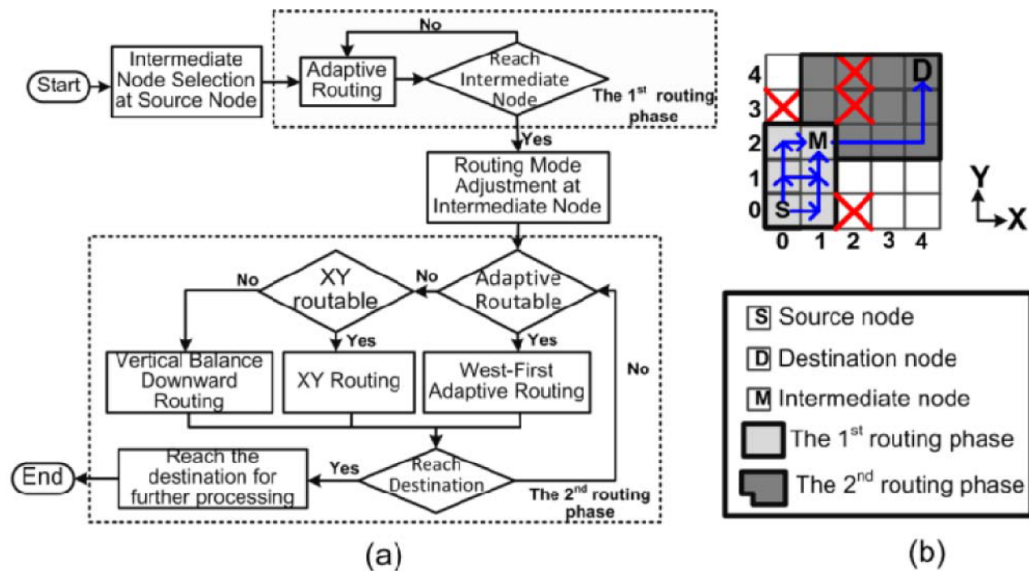 Start
Intermediate
Node Selection
at Source Node
Adaptive
Routing
No
Reach
Intermediate
Node
The 1st routing
phase
Yes
Routing Mode
Adjustment at
Intermediate Node
Adaptive
Routable
No
XY
routable
No
Yes
Yes
Vertical Balance
Downward
Routing
XY Routing
West-First
Adaptive Routing
No
Reach
Destination
Yes
Reach the
destination for
further processing
End
The 2nd routing
phase
(a)
4
3
2
1
0
0 1 2 3 4
D
M
S
Y
X
S Source node
D Destination node
M Intermediate node
The 1st routing phase
The 2nd routing phase
(b)